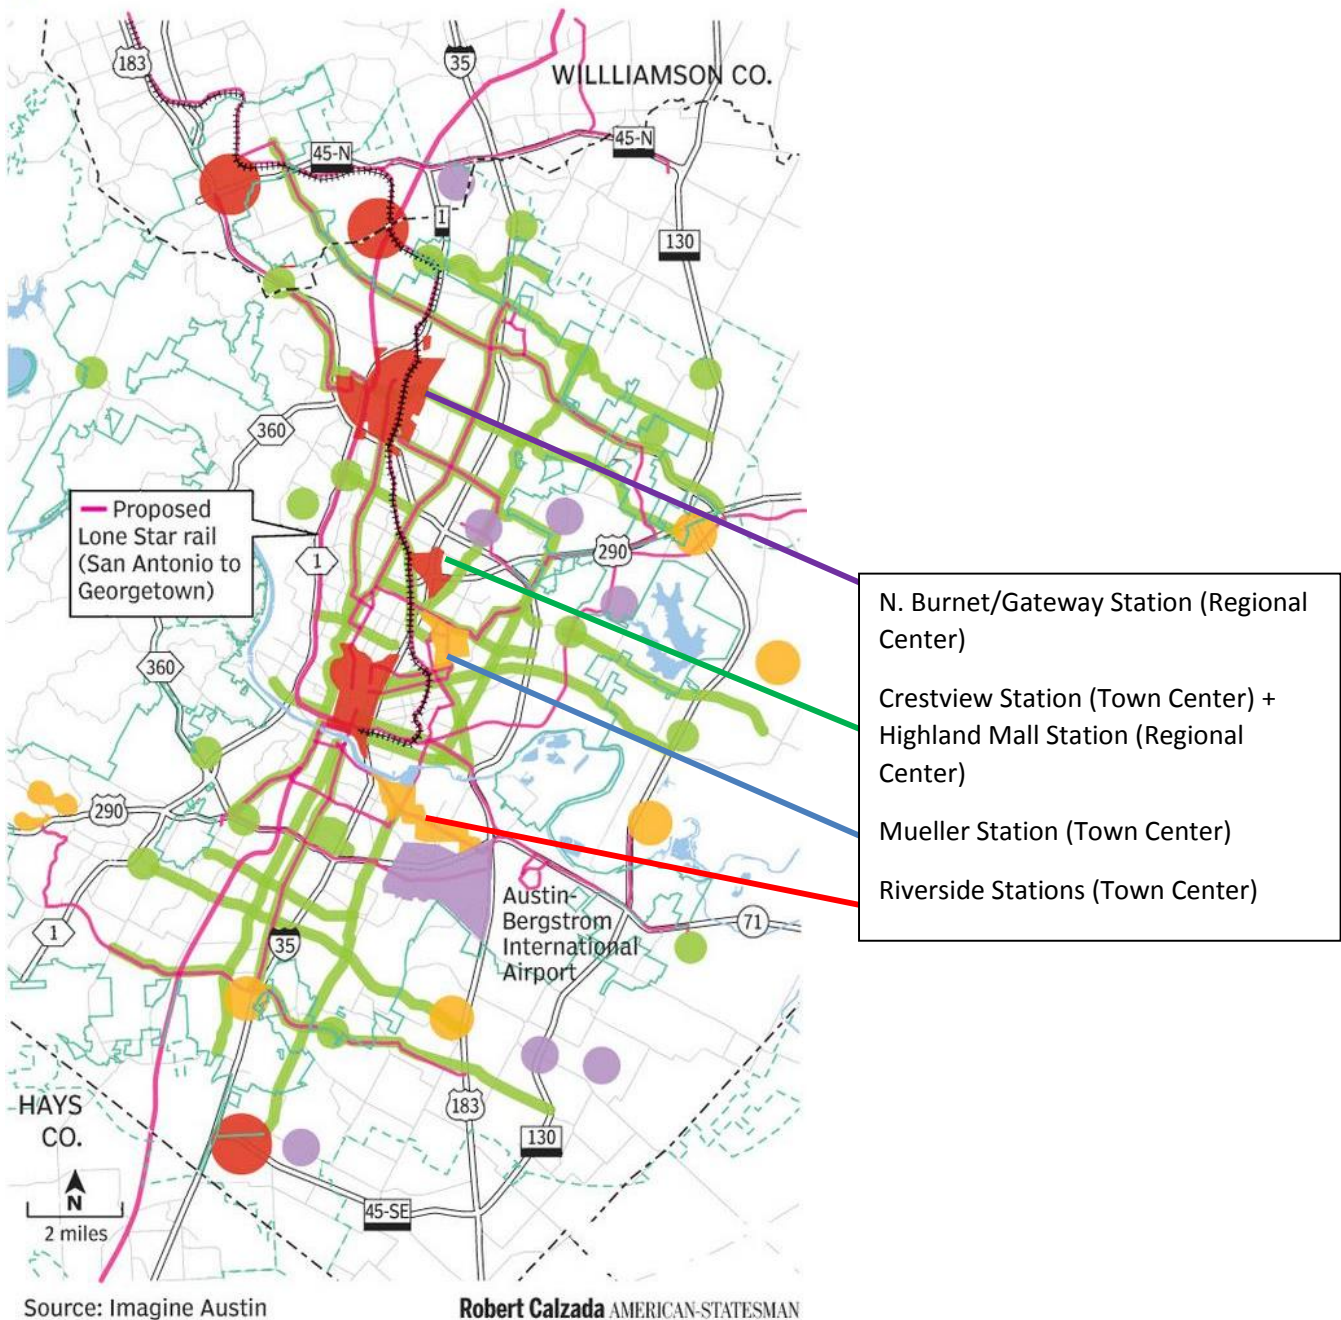 183
35
WILLLIAMSON CO.
45-N
45-N
1
130
360
Proposed
Lone Star rail
(San Antonio to
Georgetown)
1
290
360
N. Burnet/Gateway Station (Regional
Center)
Crestview Station (Town Center) +
Highland Mall Station (Regional
Center)
Mueller Station (Town Center)
Riverside Stations (Town Center)
290
Austin-
Bergstrom
International
Airport
71
1
35
HAYS
CO.
183
130
N
2 miles
45-SE
Source: Imagine Austin
Robert Calzada AMERICAN-STATESMAN